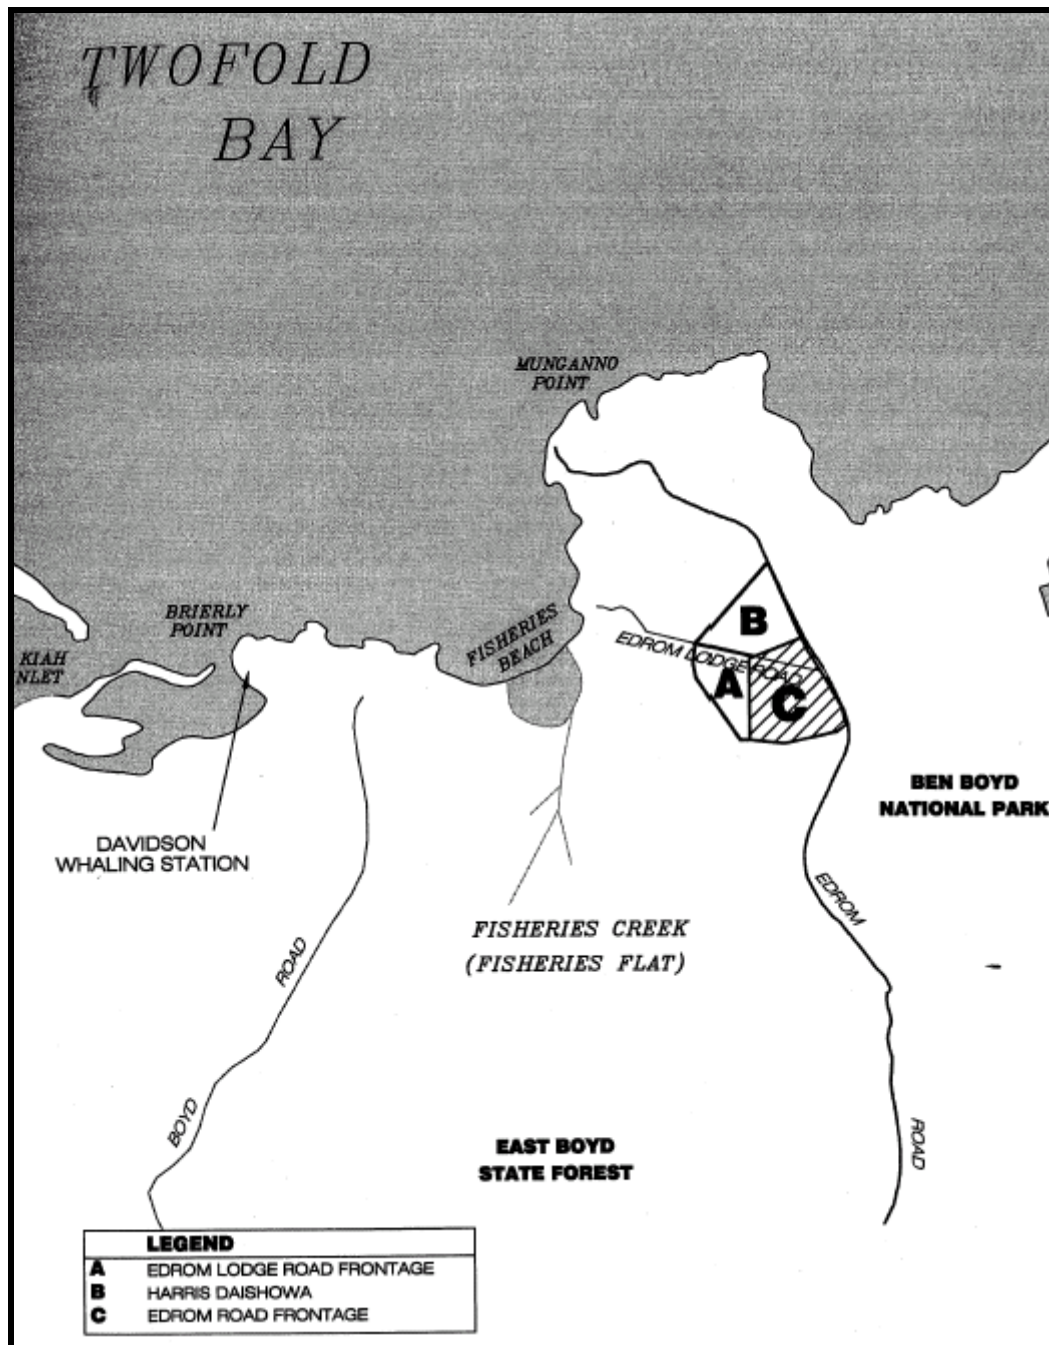 TWOFOLD
BAY
MUNGANNO
POINT
BRIERLY
POINT
KIAH
NLET
FISHERIES
BEACH
EDROM LODGE ROAD
B
A
C
BEN BOYD
NATIONAL PARK
DAVIDSON
WHALING STATION
EDROM
FISHERIES CREEK
(FISHERIES FLAT)
ROAD
BOYD
ROAD
EAST BOYD
STATE FOREST
LEGEND
A EDROM LODGE ROAD FRONTAGE
B HARRIS DAISHOWA
C EDROM ROAD FRONTAGE